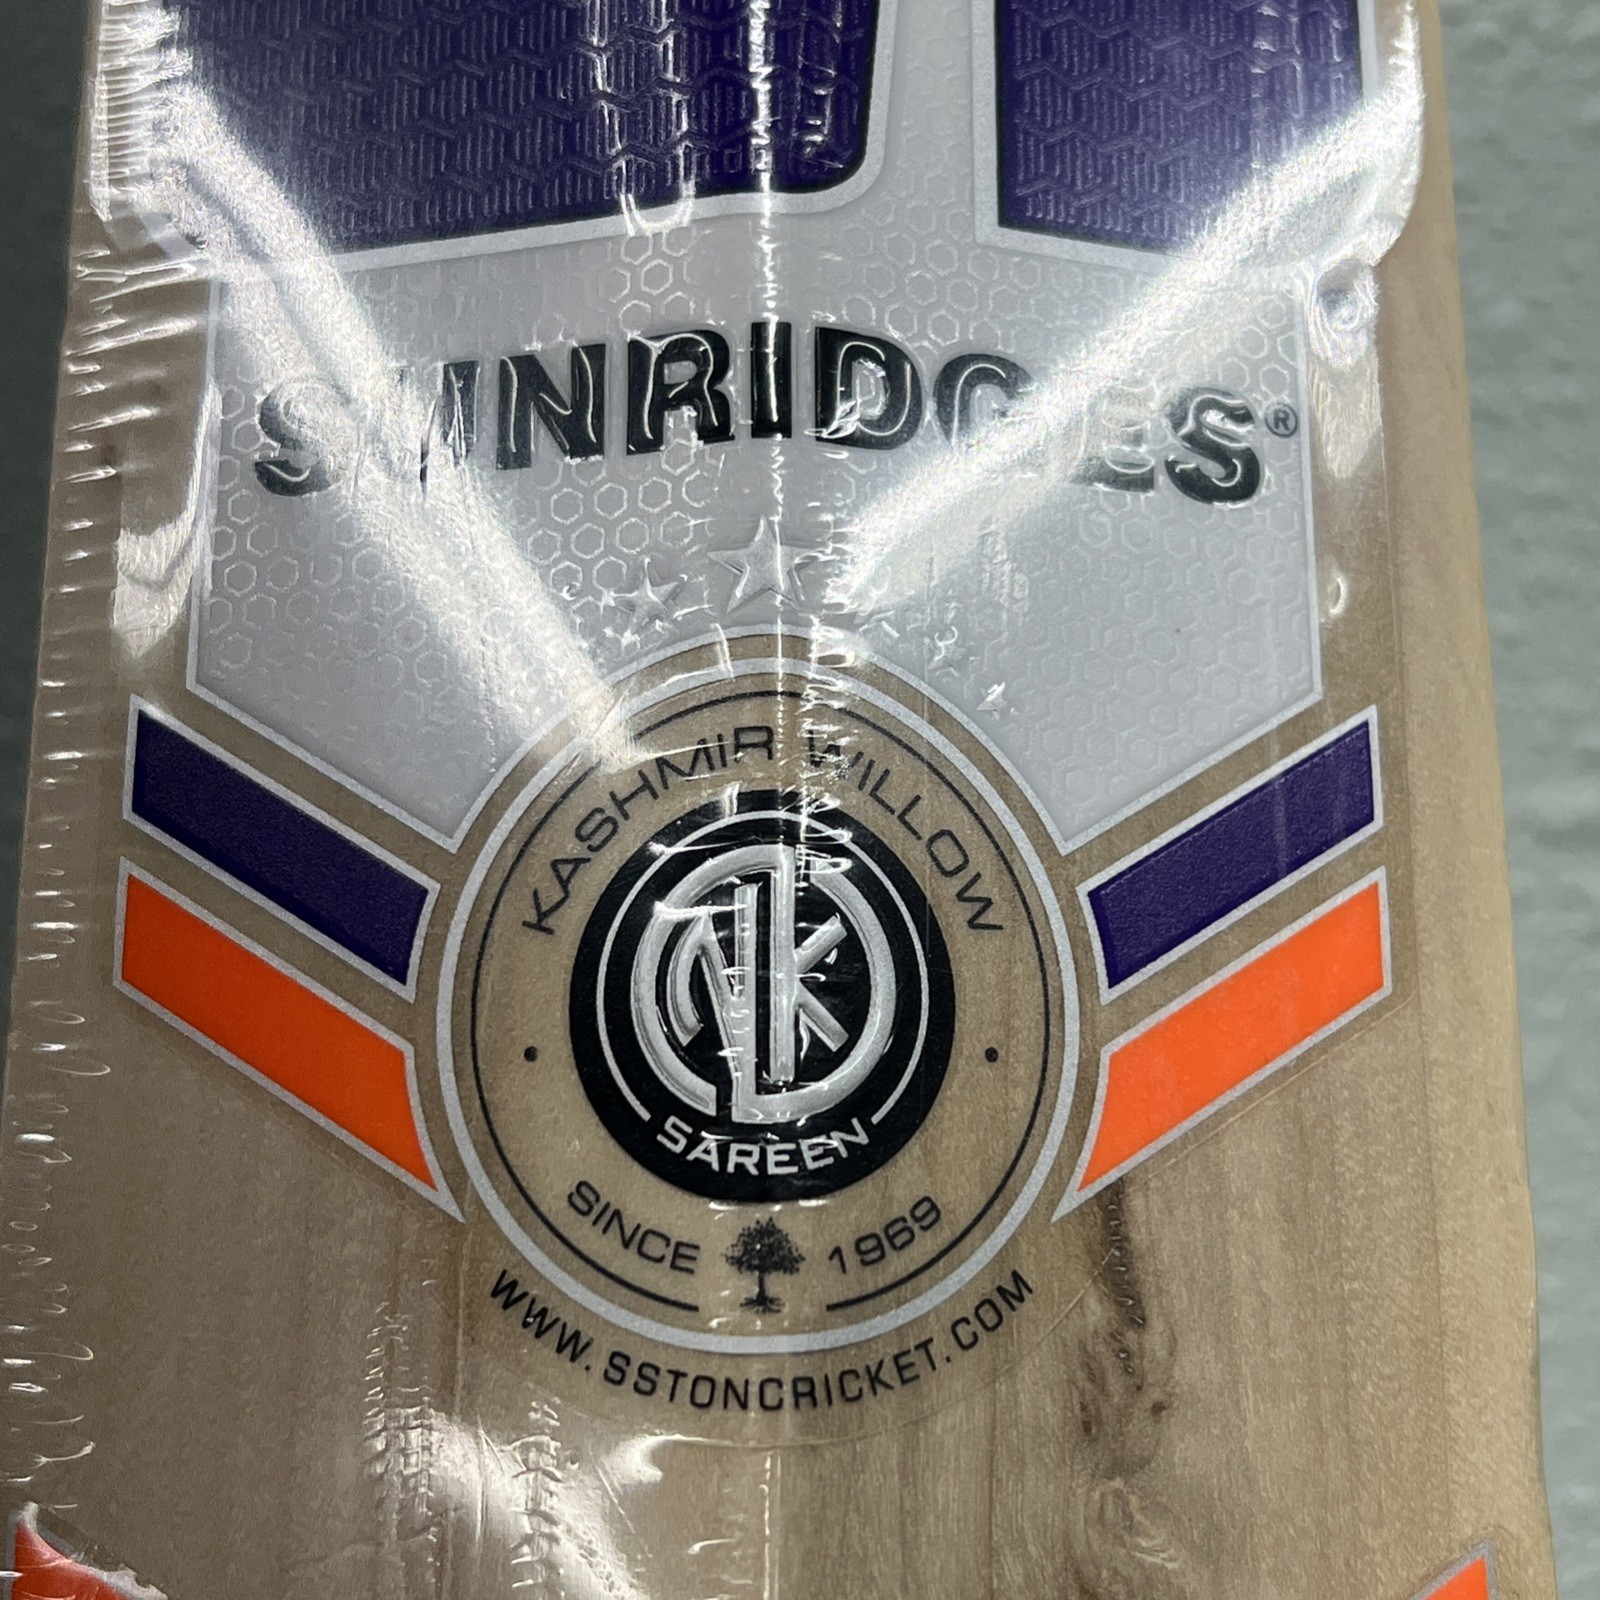 SUNRIDGES®
KASHMIR WILLOW
SAREEN
SINCE 1969
WWW.SSTONCRICKET.COM